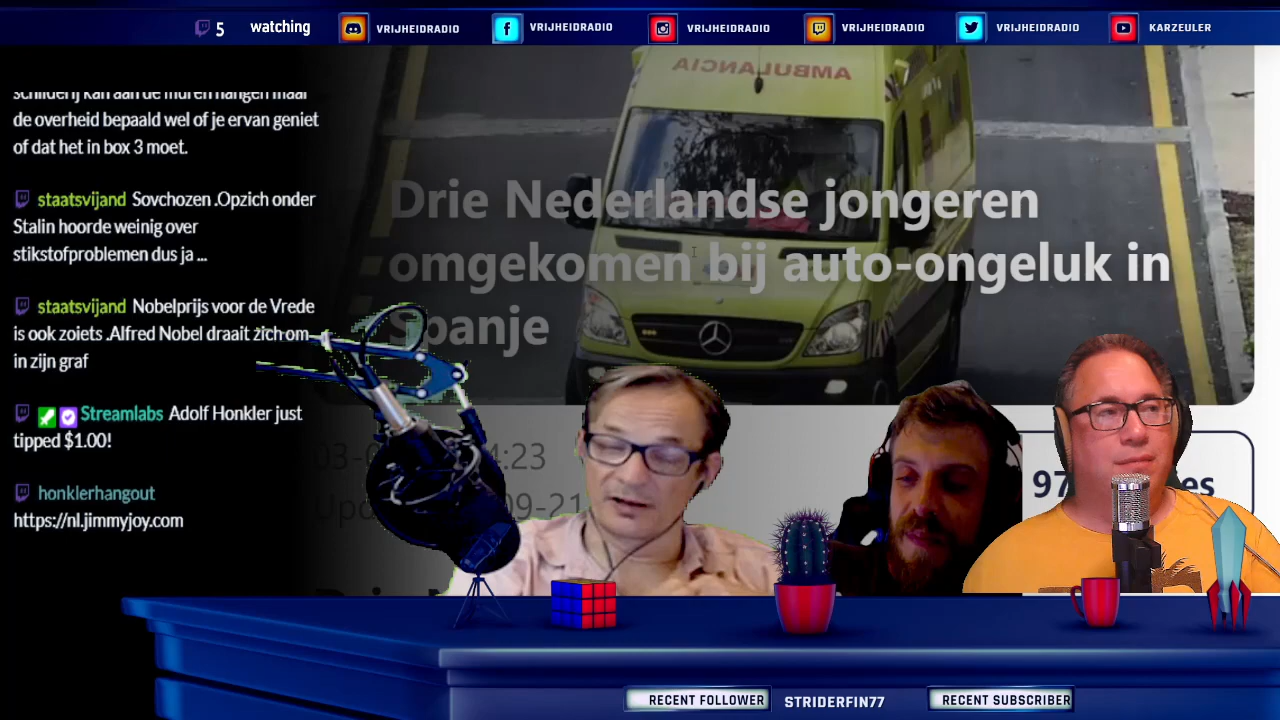 5 watching VRIJHEIDRADIO VRIJHEIDRADIO VRIJHEIDRADIO VRIJHEIDRADIO VRIJHEIDRADIO KARZEULER
AMBULANCIA
schilderij kan aan de muren hangen maar
de overheid bepaald wel of je ervan geniet
of dat het in box 3 moet.
staatsvijand Sovchozen .Opzich onder
Stalin hoorde weinig over
stikstofproblemen dus ja ...
staatsvijand Nobelprijs voor de Vrede
is ook zoiets .Alfred Nobel draait zich om
in zijn graf
Streamlabs Adolf Honkler just
tipped $1.00!
honklerhangout
https://nl.jimmyjoy.com
Drie Nederlandse jongeren
omgekomen bij auto-ongeluk in
Spanje
RECENT FOLLOWER STRIDERFIN77 RECENT SUBSCRIBER